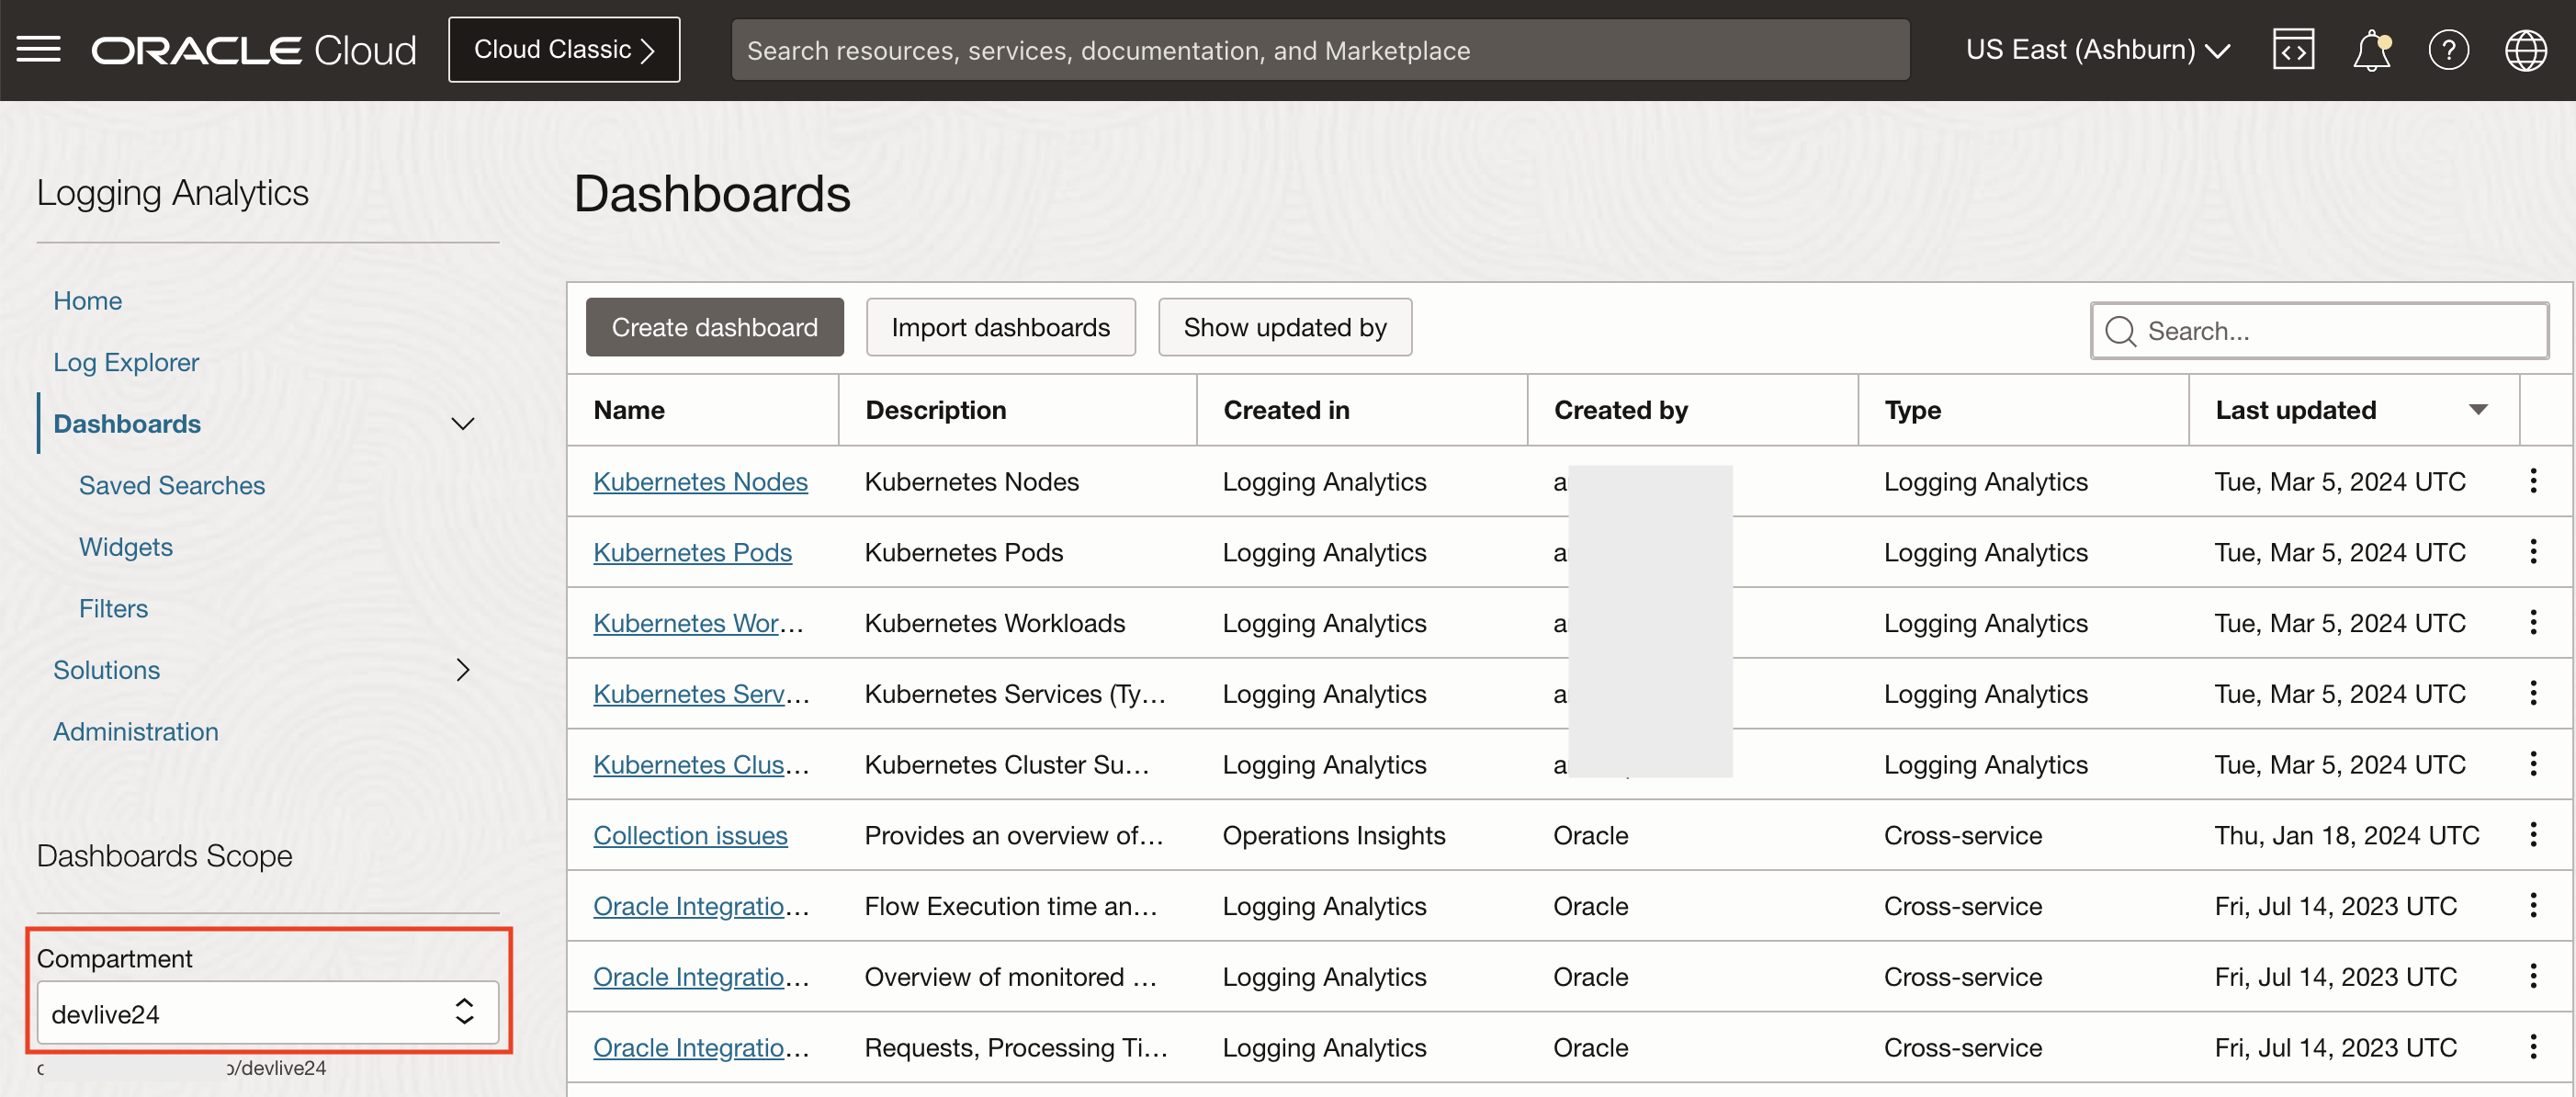 ORACLE Cloud
Cloud Classic
Search resources, services, documentation, and Marketplace
US East (Ashburn)
Logging Analytics
Home
Log Explorer
Dashboards
Saved Searches
Widgets
Filters
Solutions
Administration
Dashboards Scope
Compartment
devlive24
/devlive24
Dashboards
Create dashboard Import dashboards Show updated by Search...
Name Description Created in Created by Type Last updated
Kubernetes Nodes Kubernetes Nodes Logging Analytics a Logging Analytics Tue, Mar 5, 2024 UTC
Kubernetes Pods Kubernetes Pods Logging Analytics a Logging Analytics Tue, Mar 5, 2024 UTC
Kubernetes Wor... Kubernetes Workloads Logging Analytics a Logging Analytics Tue, Mar 5, 2024 UTC
Kubernetes Serv... Kubernetes Services (Ty... Logging Analytics a Logging Analytics Tue, Mar 5, 2024 UTC
Kubernetes Clus... Kubernetes Cluster Su... Logging Analytics a Logging Analytics Tue, Mar 5, 2024 UTC
Collection issues Provides an overview of... Operations Insights Oracle Cross-service Thu, Jan 18, 2024 UTC
Oracle Integratio... Flow Execution time an... Logging Analytics Oracle Cross-service Fri, Jul 14, 2023 UTC
Oracle Integratio... Overview of monitored ... Logging Analytics Oracle Cross-service Fri, Jul 14, 2023 UTC
Oracle Integratio... Requests, Processing Ti... Logging Analytics Oracle Cross-service Fri, Jul 14, 2023 UTC